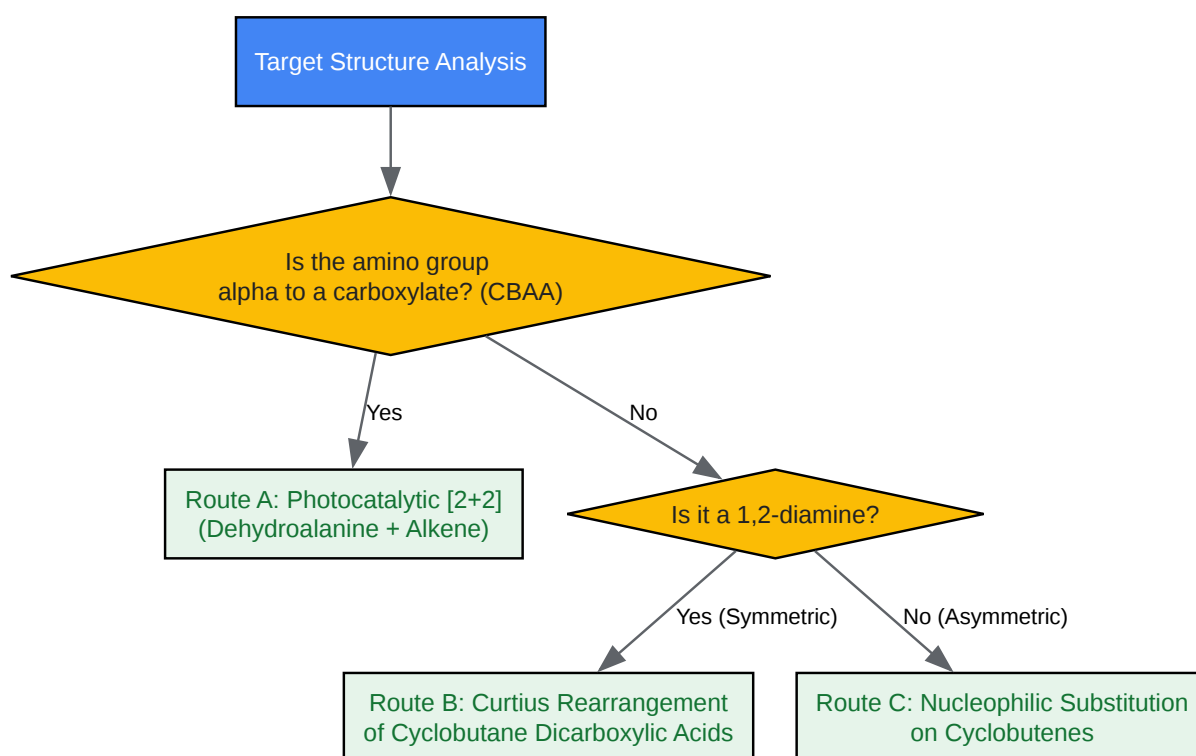 Target Structure Analysis
Is the amino group
alpha to a carboxylate? (CBAA)
Yes
No
Route A: Photocatalytic [2+2]
(Dehydroalanine + Alkene)
Is it a 1,2-diamine?
Yes (Symmetric)
No (Asymmetric)
Route B: Curtius Rearrangement
of Cyclobutane Dicarboxylic Acids
Route C: Nucleophilic Substitution
on Cyclobutenes